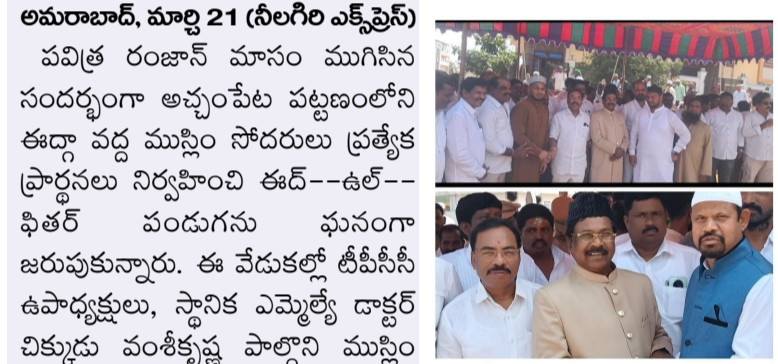 అమరాబాద్, మార్చి 21 (నీలగిరి ఎక్స్‌ప్రెస్)
పవిత్ర రంజాన్ మాసం ముగిసిన
సందర్భంగా అచ్చంపేట పట్టణంలోని
ఈద్గా వద్ద ముస్లిం సోదరులు ప్రత్యేక
ప్రార్థనలు నిర్వహించి ఈద్--ఉల్--
ఫితర్ పండుగను ఘనంగా
జరుపుకున్నారు. ఈ వేడుకల్లో టీపీసీసీ
ఉపాధ్యక్షులు, స్థానిక ఎమ్మెల్యే డాక్టర్
చిక్కుడు వంశీకృష్ణ పాల్గొని ముస్లిం